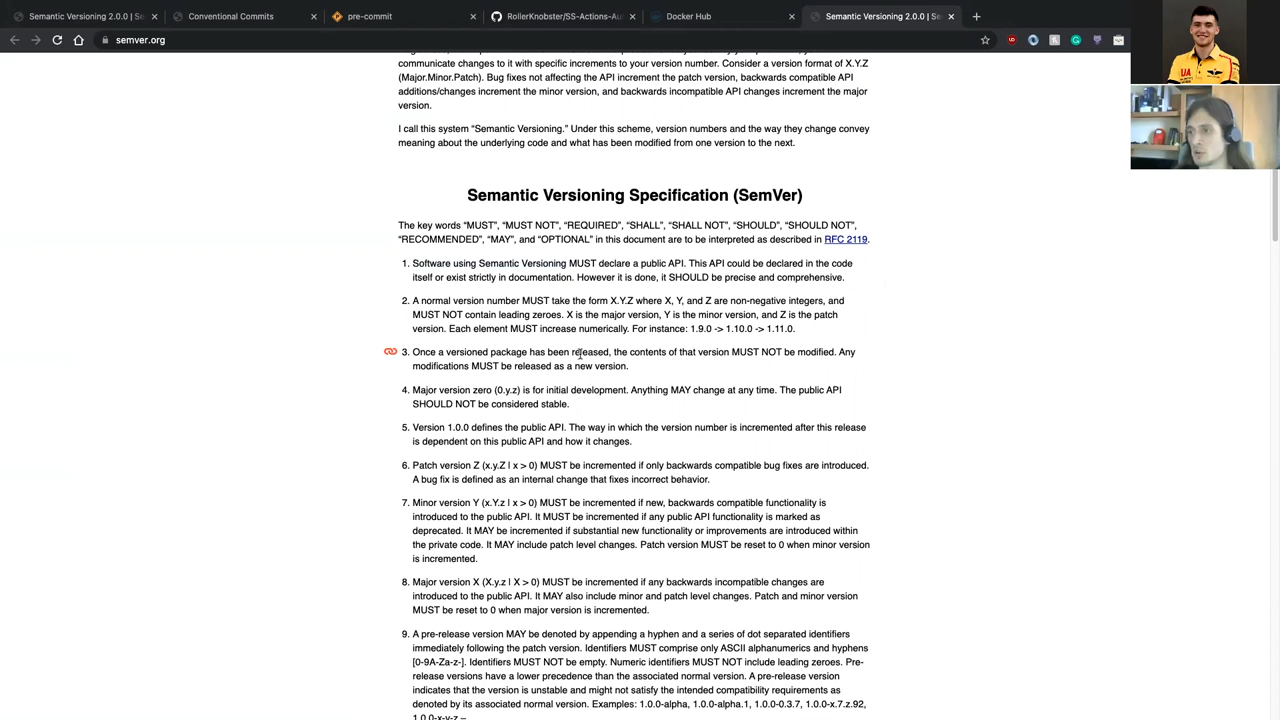 Semantic Versioning 2.0.0 | Se
Conventional Commits
pre-commit
RollerKnobster/SS-Actions-Au
Docker Hub
Semantic Versioning 2.0.0 | Se
semver.org
communicate changes to it with specific increments to your version number. Consider a version format of X.Y.Z
(Major.Minor.Patch). Bug fixes not affecting the API increment the patch version, backwards compatible API
additions/changes increment the minor version, and backwards incompatible API changes increment the major
version.
I call this system “Semantic Versioning.” Under this scheme, version numbers and the way they change convey
meaning about the underlying code and what has been modified from one version to the next.
Semantic Versioning Specification (SemVer)
The key words “MUST”, “MUST NOT”, “REQUIRED”, “SHALL”, “SHALL NOT”, “SHOULD”, “SHOULD NOT”,
“RECOMMENDED”, “MAY”, and “OPTIONAL” in this document are to be interpreted as described in RFC 2119.
1. Software using Semantic Versioning MUST declare a public API. This API could be declared in the code
itself or exist strictly in documentation. However it is done, it SHOULD be precise and comprehensive.
2. A normal version number MUST take the form X.Y.Z where X, Y, and Z are non-negative integers, and
MUST NOT contain leading zeroes. X is the major version, Y is the minor version, and Z is the patch
version. Each element MUST increase numerically. For instance: 1.9.0 -> 1.10.0 -> 1.11.0.
3. Once a versioned package has been released, the contents of that version MUST NOT be modified. Any
modifications MUST be released as a new version.
4. Major version zero (0.y.z) is for initial development. Anything MAY change at any time. The public API
SHOULD NOT be considered stable.
5. Version 1.0.0 defines the public API. The way in which the version number is incremented after this release
is dependent on this public API and how it changes.
6. Patch version Z (x.y.Z | x > 0) MUST be incremented if only backwards compatible bug fixes are introduced.
A bug fix is defined as an internal change that fixes incorrect behavior.
7. Minor version Y (x.Y.z | x > 0) MUST be incremented if new, backwards compatible functionality is
introduced to the public API. It MUST be incremented if any public API functionality is marked as
deprecated. It MAY be incremented if substantial new functionality or improvements are introduced within
the private code. It MAY include patch level changes. Patch version MUST be reset to 0 when minor version
is incremented.
8. Major version X (X.y.z | X > 0) MUST be incremented if any backwards incompatible changes are
introduced to the public API. It MAY also include minor and patch level changes. Patch and minor version
MUST be reset to 0 when major version is incremented.
9. A pre-release version MAY be denoted by appending a hyphen and a series of dot separated identifiers
immediately following the patch version. Identifiers MUST comprise only ASCII alphanumerics and hyphens
[0-9A-Za-z-]. Identifiers MUST NOT be empty. Numeric identifiers MUST NOT include leading zeroes. Pre-
release versions have a lower precedence than the associated normal version. A pre-release version
indicates that the version is unstable and might not satisfy the intended compatibility requirements as
denoted by its associated normal version. Examples: 1.0.0-alpha, 1.0.0-alpha.1, 1.0.0-0.3.7, 1.0.0-x.7.z.92,
1.0.0-x-y-z.–
UA